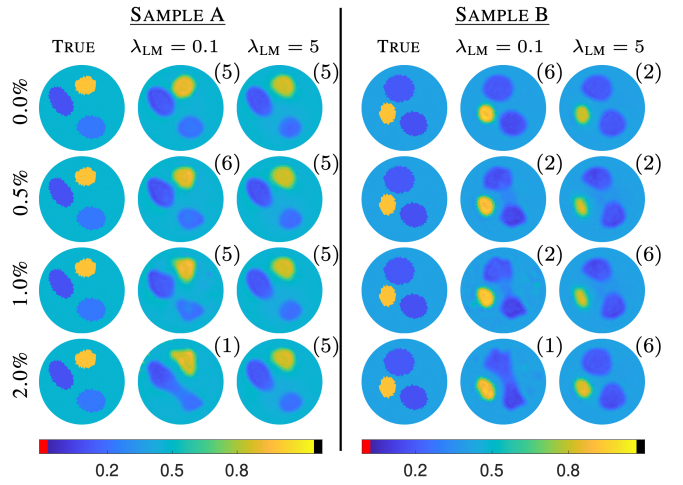 SAMPLE A SAMPLE B
TRUE λLM = 0.1 λLM = 5 TRUE λLM = 0.1 λLM = 5
0.0% (5) (5) (6) (2)
0.5% (6) (5) (2) (2)
1.0% (5) (5) (2) (6)
2.0% (1) (5) (1) (6)
0.2 0.5 0.8 0.2 0.5 0.8